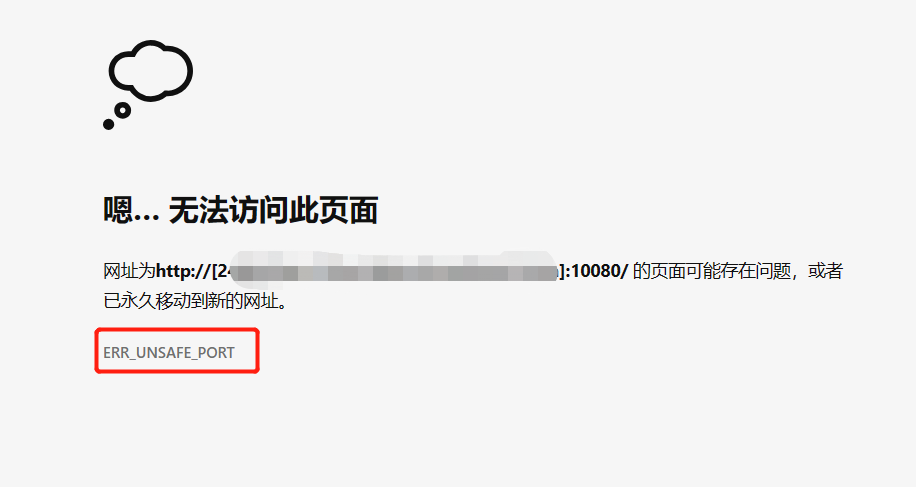 嗯… 无法访问此页面
网址为http://[24 ]:10080/ 的页面可能存在问题，或者
已永久移动到新的网址。
ERR_UNSAFE_PORT